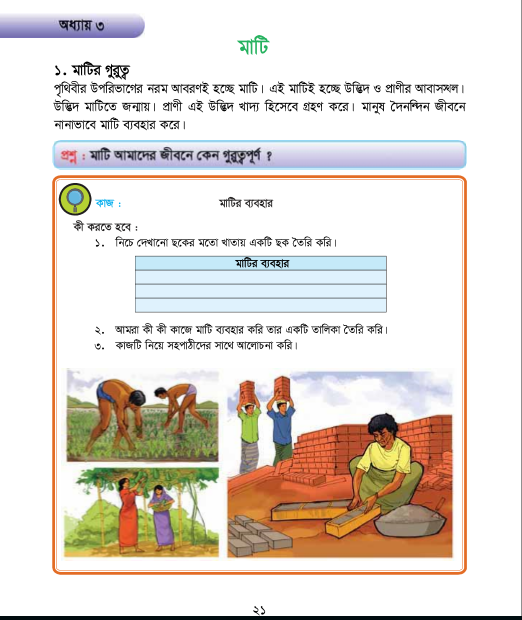 অধ্যায় ৩
মাটি
১. মাটির গুরুত্ব
পৃথিবীর উপরিভাগের নরম আবরণই হচ্ছে মাটি। এই মাটিই হচ্ছে উদ্ভিদ ও প্রাণীর আবাসস্থল।
উদ্ভিদ মাটিতে জন্মায়। প্রাণী এই উদ্ভিদ খাদ্য হিসেবে গ্রহণ করে। মানুষ দৈনন্দিন জীবনে
নানাভাবে মাটি ব্যবহার করে।
প্রশ্ন : মাটি আমাদের জীবনে কেন গুরুত্বপূর্ণ ?
কাজ : মাটির ব্যবহার
কী করতে হবে :
১. নিচে দেখানো ছকের মতো খাতায় একটি ছক তৈরি করি।
মাটির ব্যবহার
২. আমরা কী কী কাজে মাটি ব্যবহার করি তার একটি তালিকা তৈরি করি।
৩. কাজটি নিয়ে সহপাঠীদের সাথে আলোচনা করি।
২১